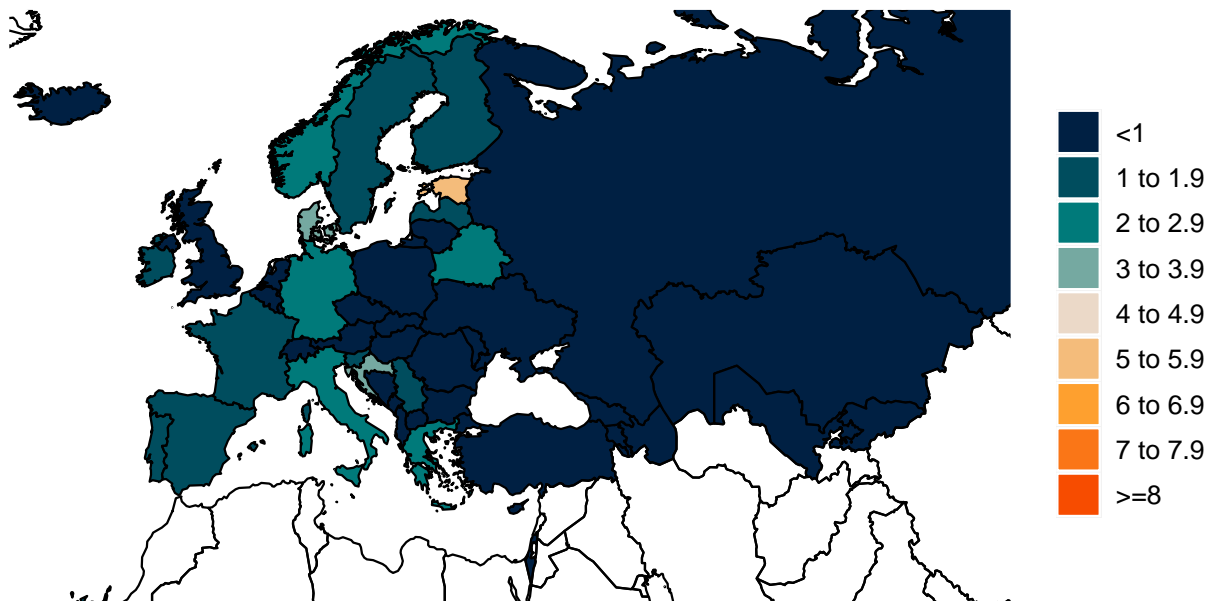 <1
1 to 1.9
2 to 2.9
3 to 3.9
4 to 4.9
5 to 5.9
6 to 6.9
7 to 7.9
>=8